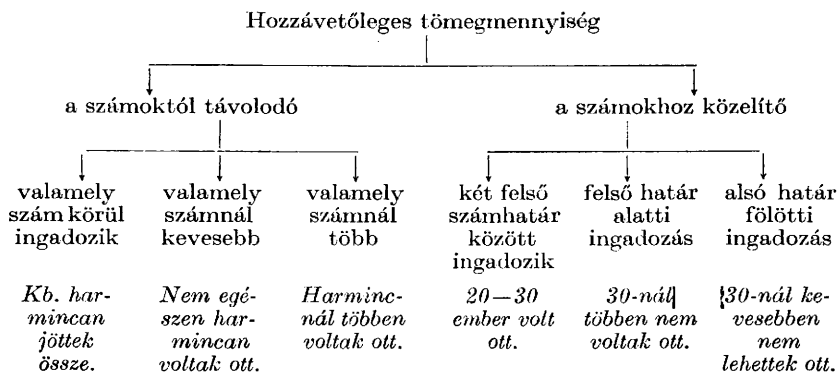 Hozzávetőleges tömegmennyiség
a számoktól távolodó
a számokhoz közelítő
valamely
szám körül
ingadozik
valamely
számnál
kevesebb
valamely
számnál
több
két felső
számhatár
között
ingadozik
felső határ
alatti
ingadozás
alsó határ
fölötti
ingadozás
Kb. har-
mincan
jöttek
össze.
Nem egé-
szen har-
mincan
voltak ott.
Harminc-
nál többen
voltak ott.
20—30
ember volt
ott.
30-nál
többen nem
voltak ott.
30-nál ke-
vesebben
nem
lehettek ott.